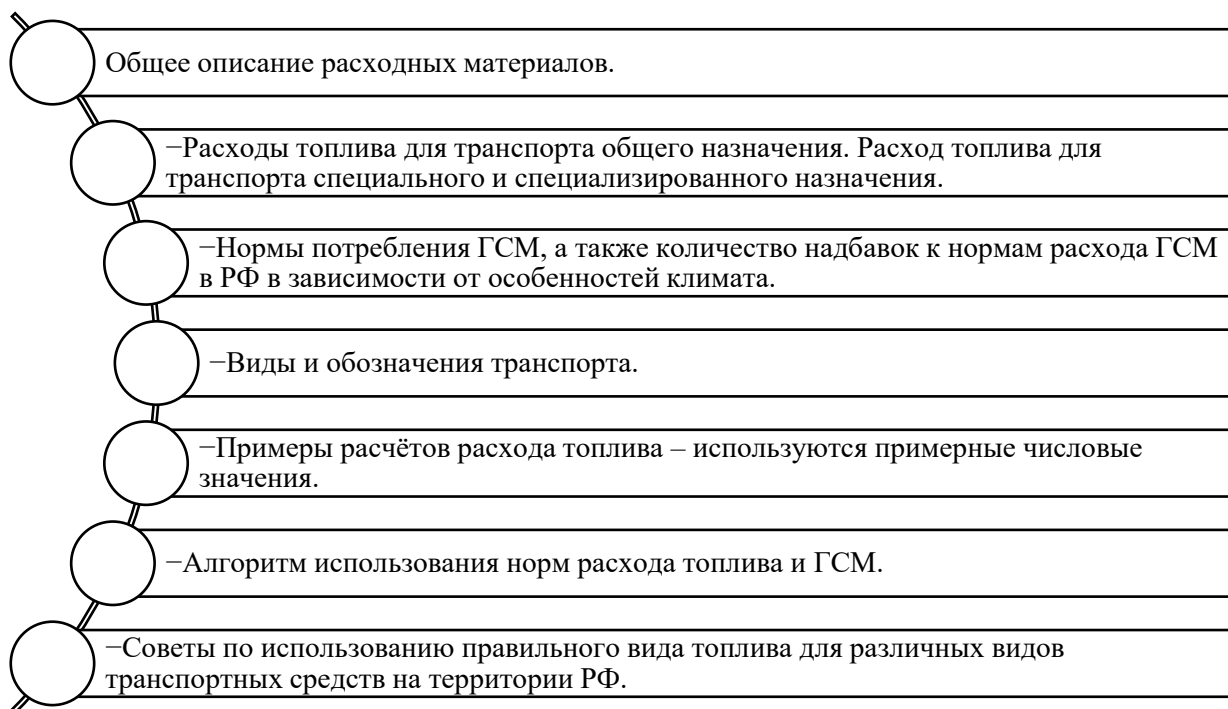 Общее описание расходных материалов.
−Расходы топлива для транспорта общего назначения. Расход топлива для
транспорта специального и специализированного назначения.
−Нормы потребления ГСМ, а также количество надбавок к нормам расхода ГСМ
в РФ в зависимости от особенностей климата.
−Виды и обозначения транспорта.
−Примеры расчётов расхода топлива – используются примерные числовые
значения.
−Алгоритм использования норм расхода топлива и ГСМ.
−Советы по использованию правильного вида топлива для различных видов
транспортных средств на территории РФ.